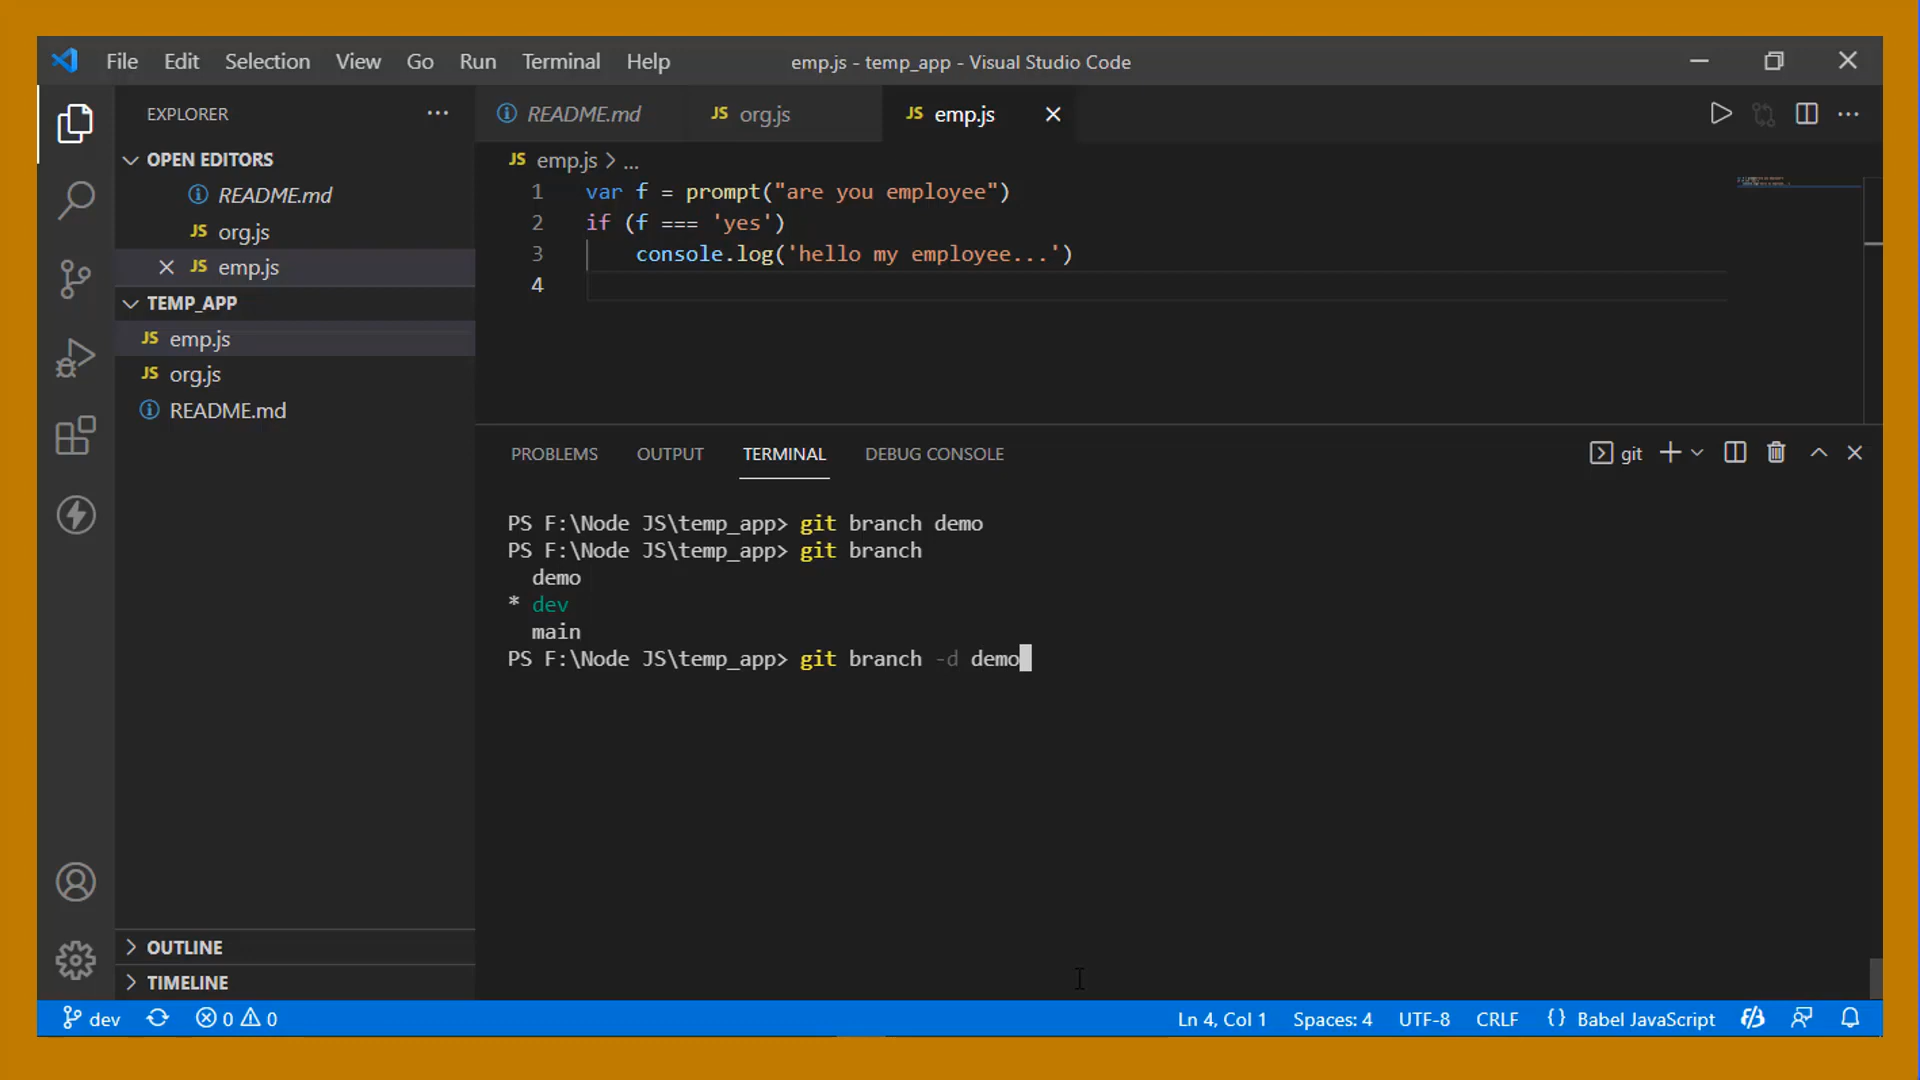 File Edit Selection View Go Run Terminal Help emp.js - temp_app - Visual Studio Code
EXPLORER
OPEN EDITORS
README.md
JS org.js
JS emp.js
TEMP_APP
JS emp.js
JS org.js
README.md
OUTLINE
TIMELINE
README.md JS org.js JS emp.js
JS emp.js > ...
1 var f = prompt("are you employee")
2 if (f === 'yes')
3 console.log('hello my employee...')
4
PROBLEMS OUTPUT TERMINAL DEBUG CONSOLE git
PS F:\Node JS\temp_app> git branch demo
PS F:\Node JS\temp_app> git branch
demo
* dev
main
PS F:\Node JS\temp_app> git branch -d demo
dev 0 0 Ln 4, Col 1 Spaces: 4 UTF-8 CRLF {} Babel JavaScript